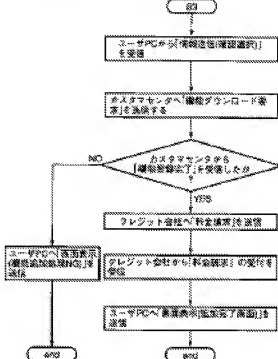 ユーザPCから「情報送信(確認選択)」
を受信
カスタマセンタへ「機能ダウンロード要
求」を送信する
カスタマセンタから
「機能登録完了」を受信したか
?
NO
YES
クレジット会社へ「料金請求」を送信
ユーザPCへ「画面表示
(機能追加処理NG)」を
送信
クレジット会社から「料金請求」の受付を
受信
ユーザPCへ「画面表示(追加完了画面)」を
送信
end
end